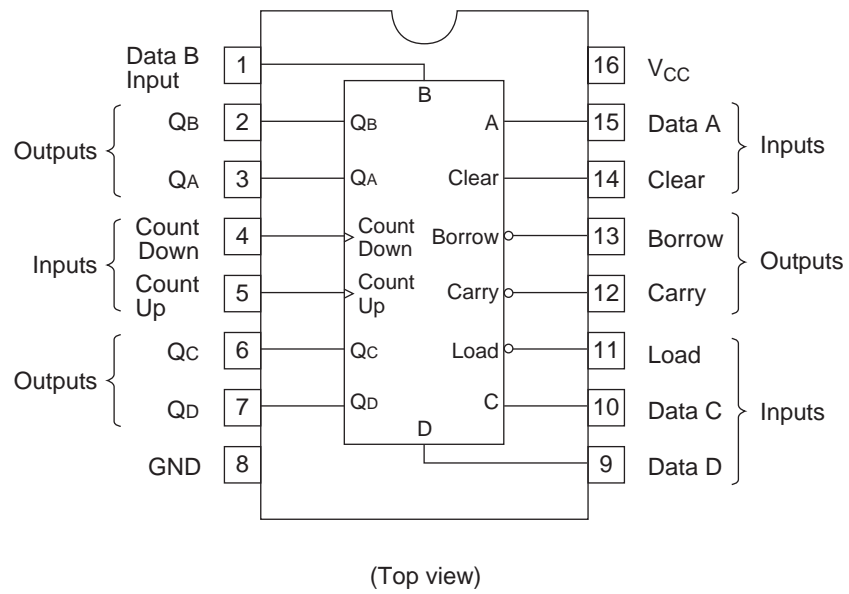 Data B
Input
1
16
VCC
B
Outputs
QB
2
QB
A
15
Data A
Inputs
QA
3
QA
Clear
14
Clear
Inputs
Count
Down
4
Count
Down
Borrow
13
Borrow
Outputs
Count
Up
5
Count
Up
Carry
12
Carry
Outputs
QC
6
QC
Load
11
Load
Inputs
QD
7
QD
C
10
Data C
D
GND
8
9
Data D
(Top view)